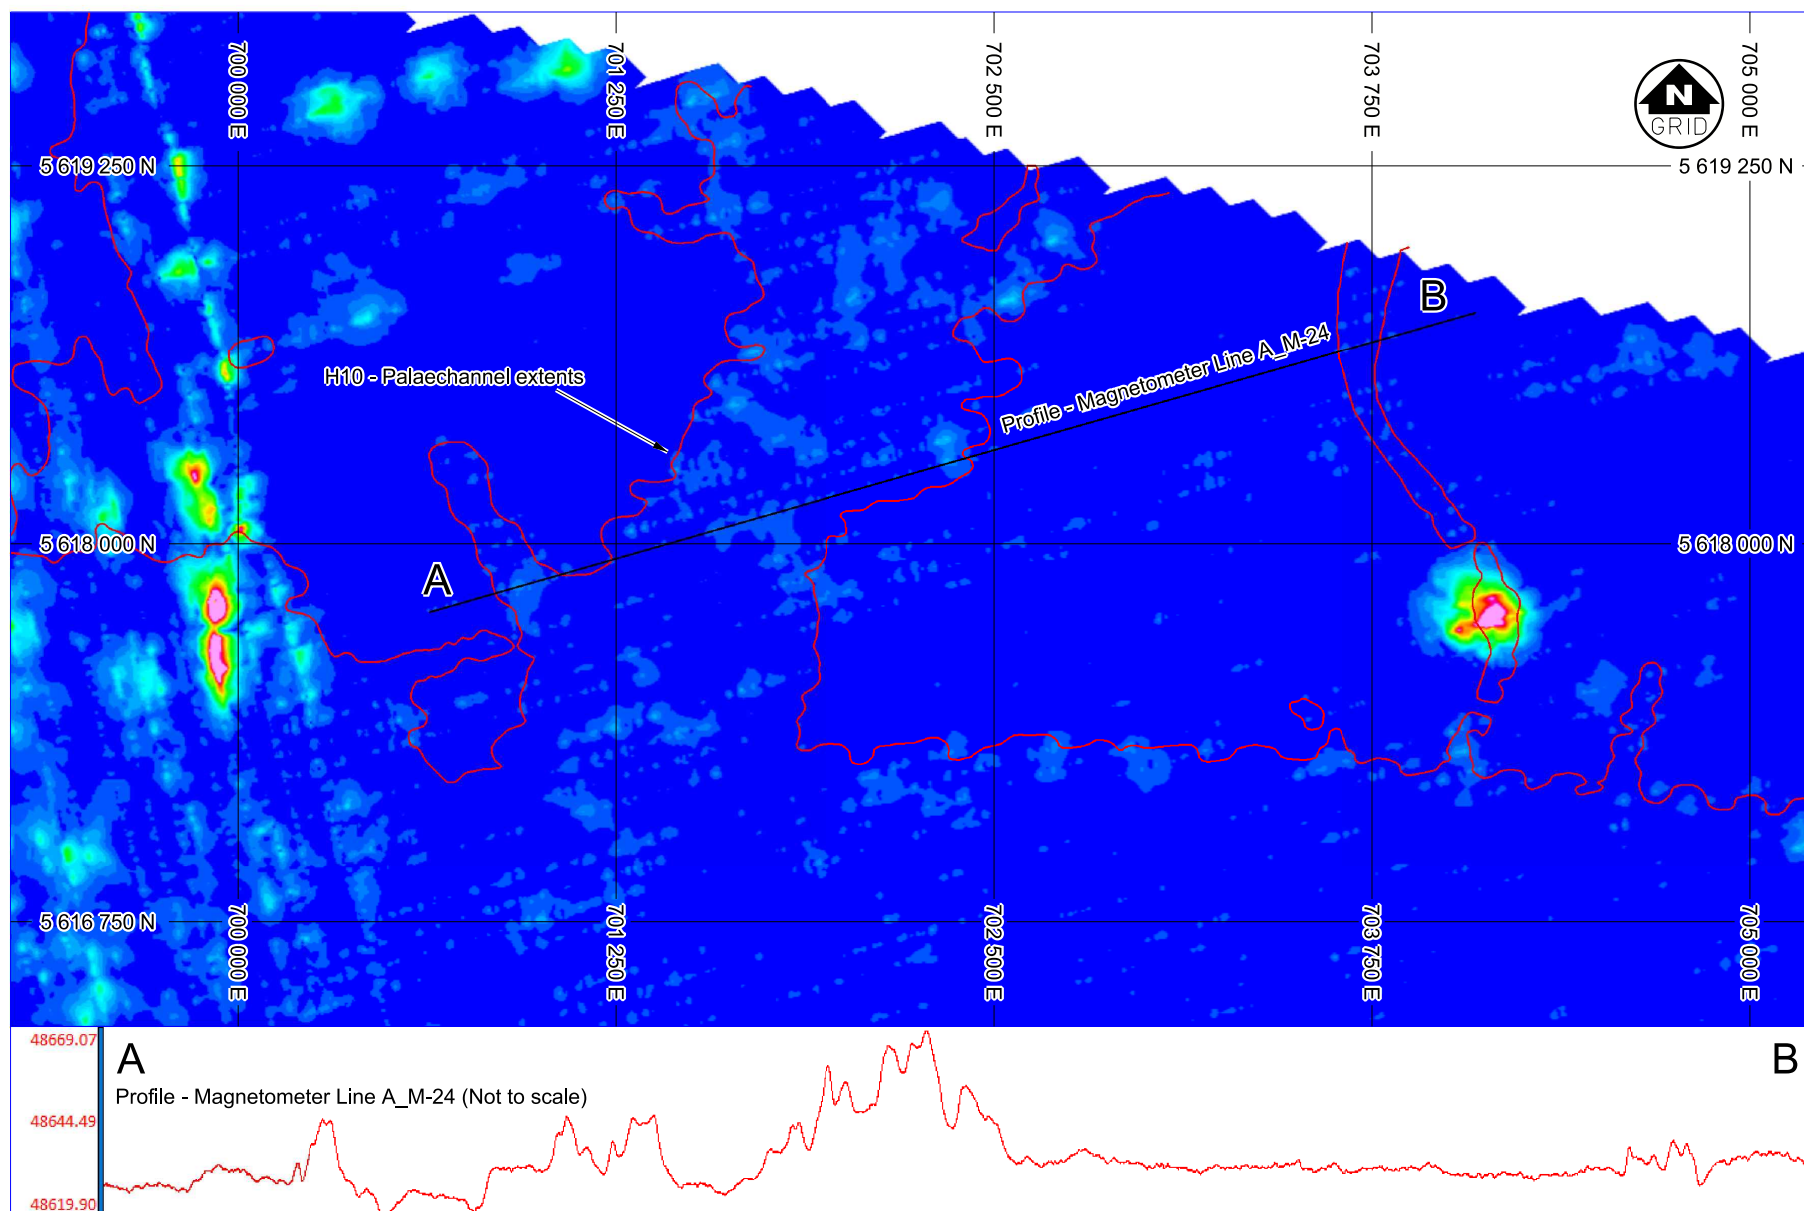 700 000 E
701 250 E
702 500 E
703 750 E
705 000 E
N
GRID
5 619 250 N
5 619 250 N
B
Profile - Magnetometer Line A_M-24
H10 - Palaechannel extents
5 618 000 N
5 618 000 N
A
5 616 750 N
700 000 E
701 250 E
702 500 E
703 750 E
705 000 E
48669.07
A
B
Profile - Magnetometer Line A_M-24 (Not to scale)
48644.49
48619.90